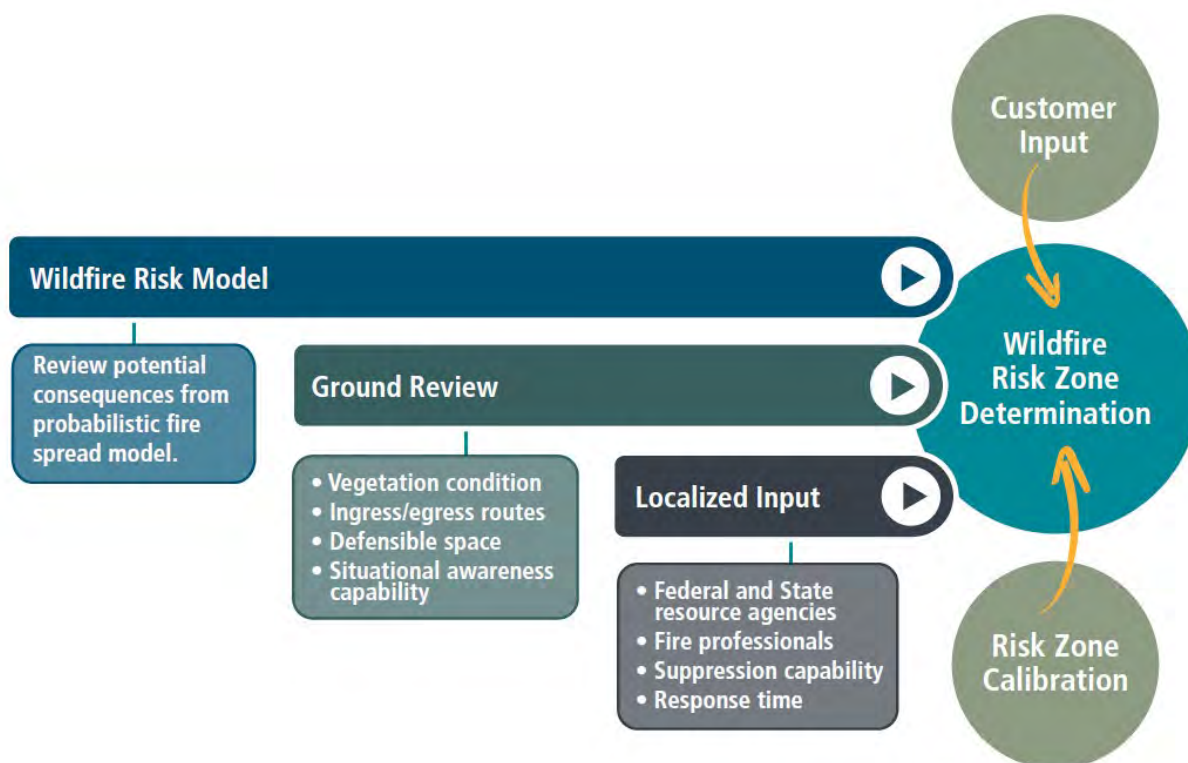 Customer
Input
Wildfire Risk Model
Review potential
consequences from
probabilistic fire
spread model.
Ground Review
• Vegetation condition
• Ingress/egress routes
• Defensible space
• Situational awareness
capability
Localized Input
• Federal and State
resource agencies
• Fire professionals
• Suppression capability
• Response time
Wildfire
Risk Zone
Determination
Risk Zone
Calibration